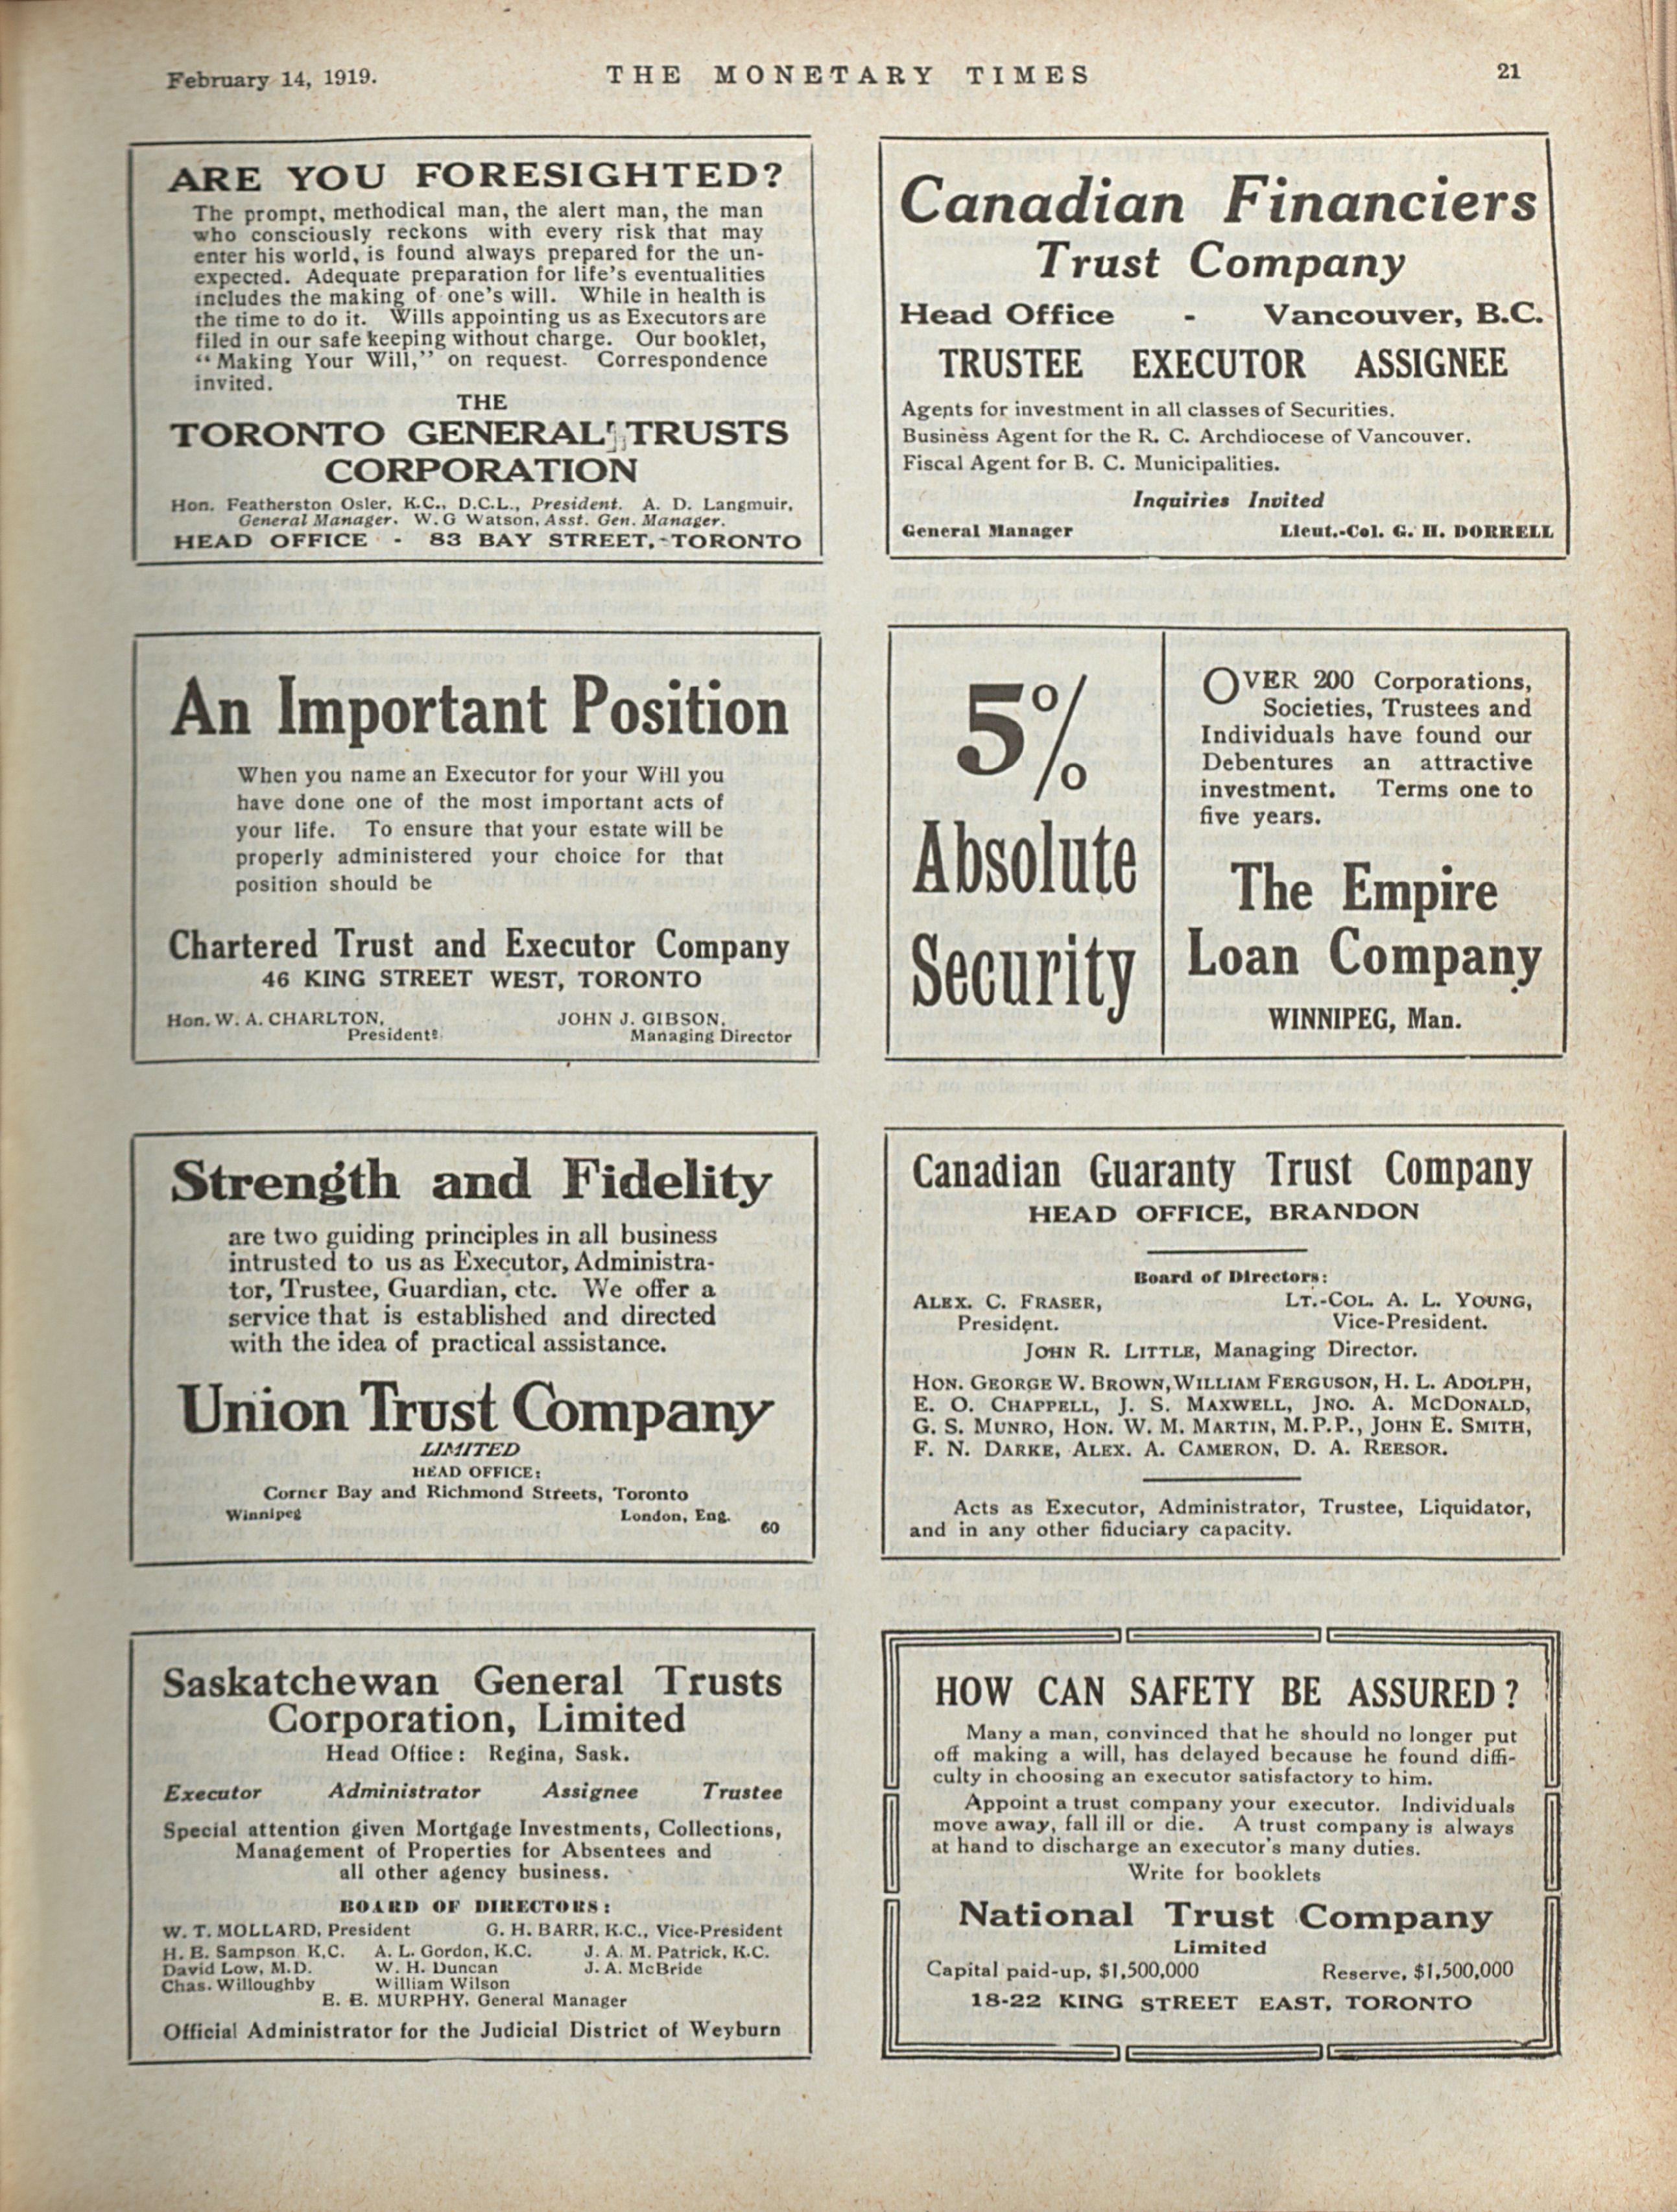 February 14, 1919.
THE MONETARY TIMES
21
ARE YOU FORESIGHTED?
The prompt, methodical man, the alert man, the man
who consciously reckons with every risk that may
enter his world, is found always prepared for the un-
expected. Adequate preparation for life's eventualities
includes the making of one's will. While in health is
the time to do it. Wills appointing us as Executors are
filed in our safe keeping without charge. Our booklet,
"Making Your Will," on request. Correspondence
invited.
THE
TORONTO GENERAL TRUSTS
CORPORATION
Hon. Featherston Osler, K.C., D.C.L., President. A. D. Langmuir,
General Manager. W. G Watson, Asst. Gen. Manager.
HEAD OFFICE - 83 BAY STREET, - TORONTO
Canadian Financiers
Trust Company
Head Office - Vancouver, B.C.
TRUSTEE EXECUTOR ASSIGNEE
Agents for investment in all classes of Securities.
Business Agent for the R. C. Archdiocese of Vancouver.
Fiscal Agent for B. C. Municipalities.
Inquiries Invited
General Manager Lieut.-Col. G. H. DORRELL
An Important Position
When you name an Executor for your Will you
have done one of the most important acts of
your life. To ensure that your estate will be
properly administered your choice for that
position should be
Chartered Trust and Executor Company
46 KING STREET WEST, TORONTO
Hon. W. A. CHARLTON, JOHN J. GIBSON,
President Managing Director
5%
Absolute
Security
OVER 200 Corporations,
Societies, Trustees and
Individuals have found our
Debentures an attractive
investment. Terms one to
five years.
The Empire
Loan Company
WINNIPEG, Man.
Strength and Fidelity
are two guiding principles in all business
intrusted to us as Executor, Administra-
tor, Trustee, Guardian, etc. We offer a
service that is established and directed
with the idea of practical assistance.
Union Trust Company
LIMITED
HEAD OFFICE:
Corner Bay and Richmond Streets, Toronto
Winnipeg London, Eng.
60
Canadian Guaranty Trust Company
HEAD OFFICE, BRANDON
Board of Directors:
ALEX. C. FRASER, LT.-COL. A. L. YOUNG,
President. Vice-President.
JOHN R. LITTLE, Managing Director.
HON. GEORGE W. BROWN, WILLIAM FERGUSON, H. L. ADOLPH,
E. O. CHAPPELL, J. S. MAXWELL, JNO. A. MCDONALD,
G. S. MUNRO, HON. W. M. MARTIN, M.P.P., JOHN E. SMITH,
F. N. DARKE, ALEX. A. CAMERON, D. A. REESOR.
Acts as Executor, Administrator, Trustee, Liquidator,
and in any other fiduciary capacity.
Saskatchewan General Trusts
Corporation, Limited
Head Office: Regina, Sask.
Executor Administrator Assignee Trustee
Special attention given Mortgage Investments, Collections,
Management of Properties for Absentees and
all other agency business.
BOARD OF DIRECTORS:
W. T. MOLLARD, President G. H. BARR, K.C., Vice-President
H. E. Sampson K.C. A. L. Gordon, K.C. J. A. M. Patrick, K.C.
David Low, M.D. W. H. Duncan J. A. McBride
Chas. Willoughby William Wilson
E. E. MURPHY, General Manager
Official Administrator for the Judicial District of Weyburn
HOW CAN SAFETY BE ASSURED?
Many a man, convinced that he should no longer put
off making a will, has delayed because he found diffi-
culty in choosing an executor satisfactory to him.
Appoint a trust company your executor. Individuals
move away, fall ill or die. A trust company is always
at hand to discharge an executor's many duties.
Write for booklets
National Trust Company
Limited
Capital paid-up, $1,500,000 Reserve, $1,500,000
18-22 KING STREET EAST, TORONTO